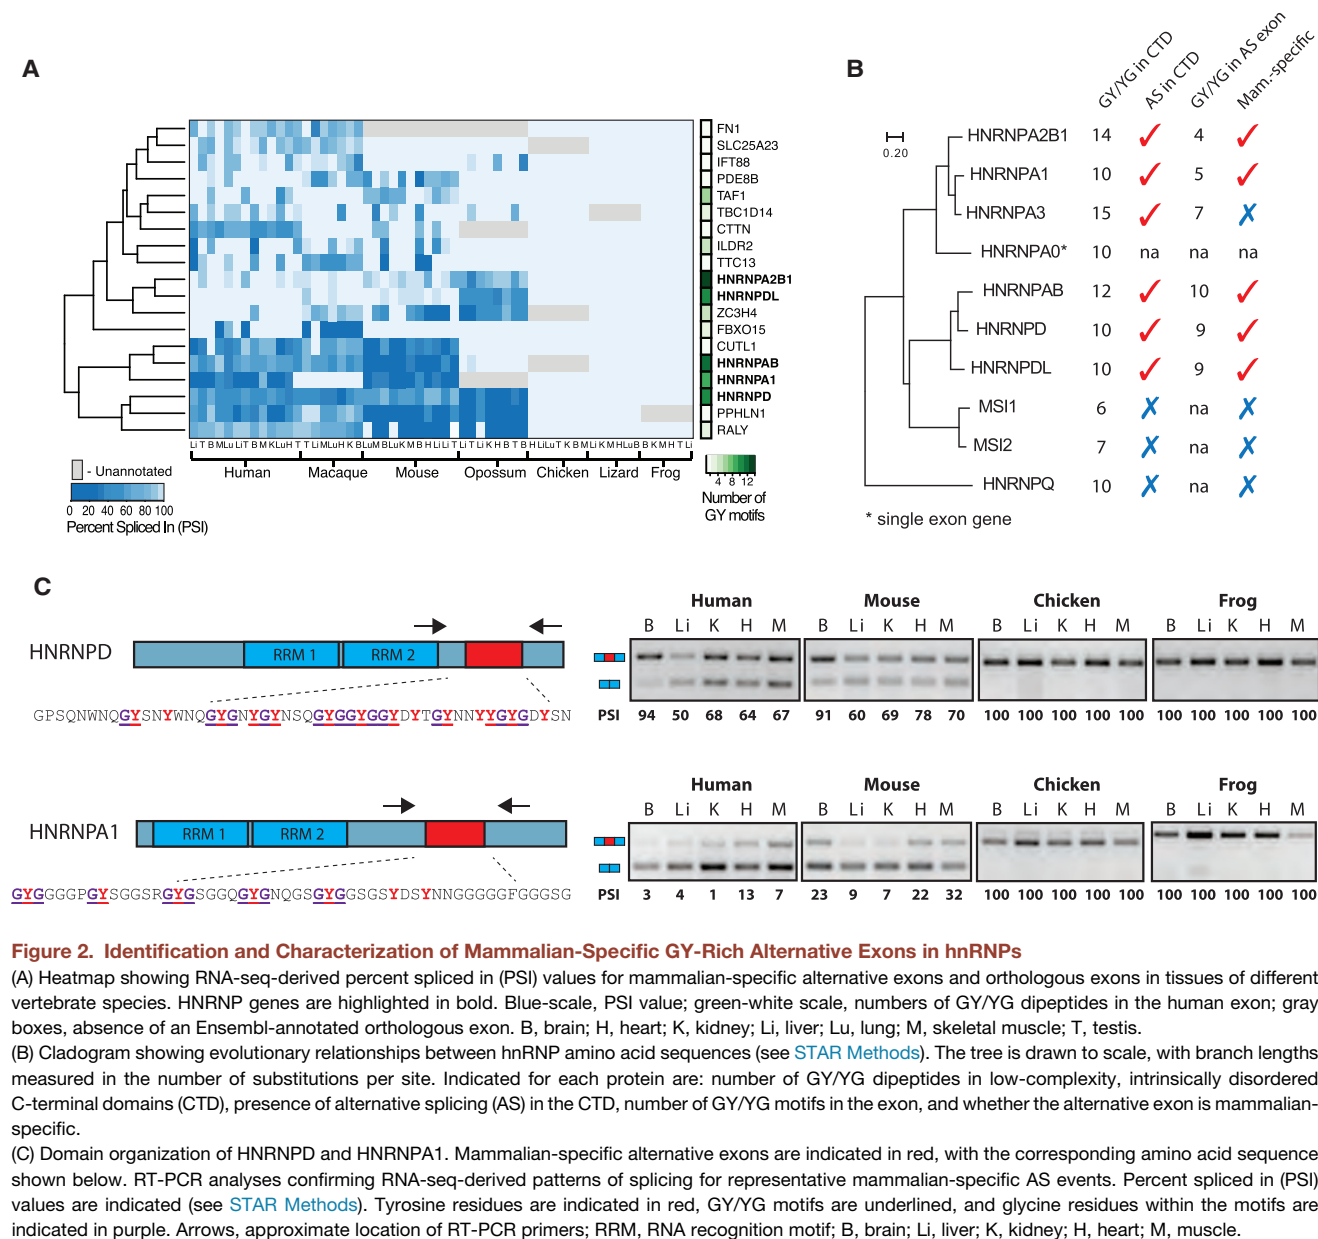 A
FN1
SLC25A23
IFT88
PDE8B
TAF1
TBC1D14
CTTN
ILDR2
TTC13
HNRNPA2B1
HNRNPDL
ZC3H4
FBXO15
CUTL1
HNRNPAB
HNRNPA1
HNRNPD
PPHLN1
RALY
Human Macaque Mouse Opossum Chicken Lizard Frog
- Unannotated
0 20 40 60 80 100
Percent Spliced In (PSI)
4 8 12
Number of
GY motifs
B
GY/YG in CTD
AS in CTD
GY/YG in AS exon
Mam.-specific
0.20
HNRNPA2B1 14 ✓ 4 ✓
HNRNPA1 10 ✓ 5 ✓
HNRNPA3 15 ✓ 7 ✗
HNRNPA0* 10 na na na
HNRNPAB 12 ✓ 10 ✓
HNRNPD 10 ✓ 9 ✓
HNRNPDL 10 ✓ 9 ✓
MSI1 6 ✗ na ✗
MSI2 7 ✗ na ✗
HNRNPQ 10 ✗ na ✗
* single exon gene
C
HNRNPD
RRM 1 RRM 2
GPSQNWNQGYSNYWNQGYGNYGYNSQGYGGYGGYDYTGYNNYYGYGDYSN
Human Mouse Chicken Frog
B Li K H M B Li K H M B Li K H M B Li K H M
PSI 94 50 68 64 67 91 60 69 78 70 100 100 100 100 100 100 100 100 100 100
HNRNPA1
RRM 1 RRM 2
GYGGGGPGYSGGSRGYGSGGQGYGNQGSGYGGSGSYDSYNNGGGGGFGGGSG
Human Mouse Chicken Frog
B Li K H M B Li K H M B Li K H M B Li K H M
PSI 3 4 1 13 7 23 9 7 22 32 100 100 100 100 100 100 100 100 100 100
Figure 2. Identification and Characterization of Mammalian-Specific GY-Rich Alternative Exons in hnRNPs
(A) Heatmap showing RNA-seq-derived percent spliced in (PSI) values for mammalian-specific alternative exons and orthologous exons in tissues of different
vertebrate species. HNRNP genes are highlighted in bold. Blue-scale, PSI value; green-white scale, numbers of GY/YG dipeptides in the human exon; gray
boxes, absence of an Ensembl-annotated orthologous exon. B, brain; H, heart; K, kidney; Li, liver; Lu, lung; M, skeletal muscle; T, testis.
(B) Cladogram showing evolutionary relationships between hnRNP amino acid sequences (see STAR Methods). The tree is drawn to scale, with branch lengths
measured in the number of substitutions per site. Indicated for each protein are: number of GY/YG dipeptides in low-complexity, intrinsically disordered
C-terminal domains (CTD), presence of alternative splicing (AS) in the CTD, number of GY/YG motifs in the exon, and whether the alternative exon is mammalian-
specific.
(C) Domain organization of HNRNPD and HNRNPA1. Mammalian-specific alternative exons are indicated in red, with the corresponding amino acid sequence
shown below. RT-PCR analyses confirming RNA-seq-derived patterns of splicing for representative mammalian-specific AS events. Percent spliced in (PSI)
values are indicated (see STAR Methods). Tyrosine residues are indicated in red, GY/YG motifs are underlined, and glycine residues within the motifs are
indicated in purple. Arrows, approximate location of RT-PCR primers; RRM, RNA recognition motif; B, brain; Li, liver; K, kidney; H, heart; M, muscle.